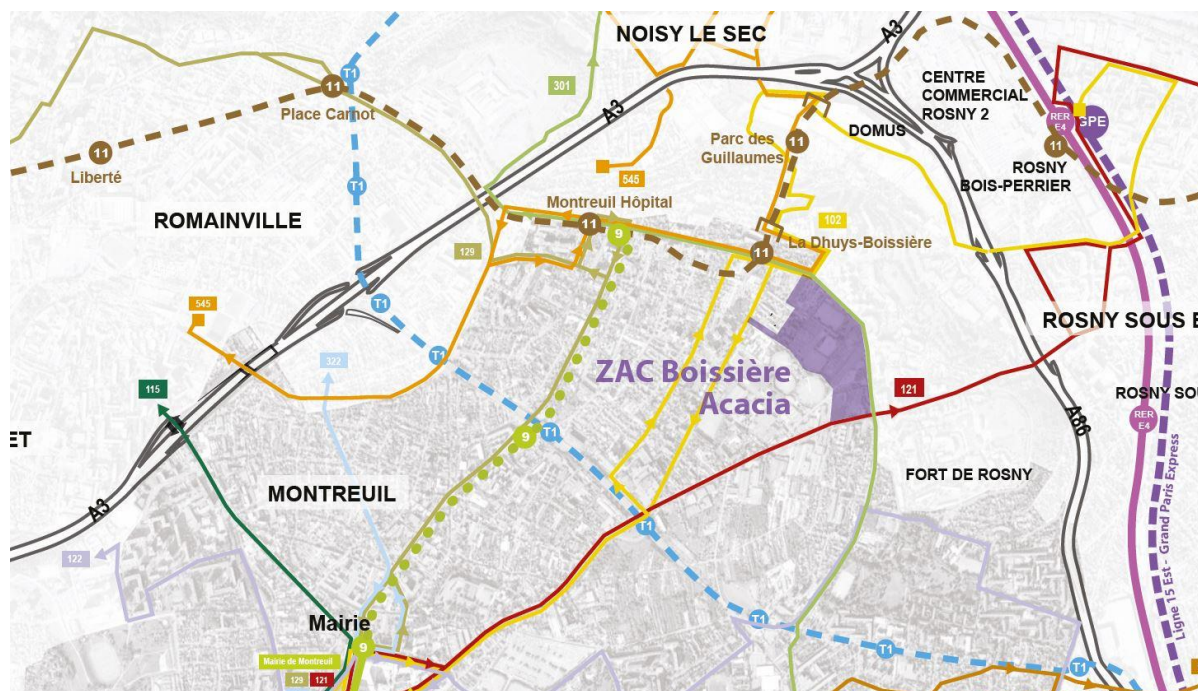 NOISY LE SEC
A3
T1
11
Place Carnot
301
A3
CENTRE
COMMERCIAL
ROSNY 2
RER
E4
GPE
11
Liberté
Parc des
Guillaumes
11
DOMUS
11
ROSNY
BOIS-PERRIER
T1
545
Montreuil Hôpital
ROMAINVILLE
11
9
102
La Dhuys-Boissière
129
11
545
T1
T1
ROSNY SOUS E
322
ZAC Boissière
Acacia
115
121
ROSNY SOU
RER
E4
A86
9
T1
ET
FORT DE ROSNY
MONTREUIL
A3
T1
122
Ligne 15 Est - Grand Paris Express
Mairie
T1
9
Mairie de Montreuil
T1
T1
129
121